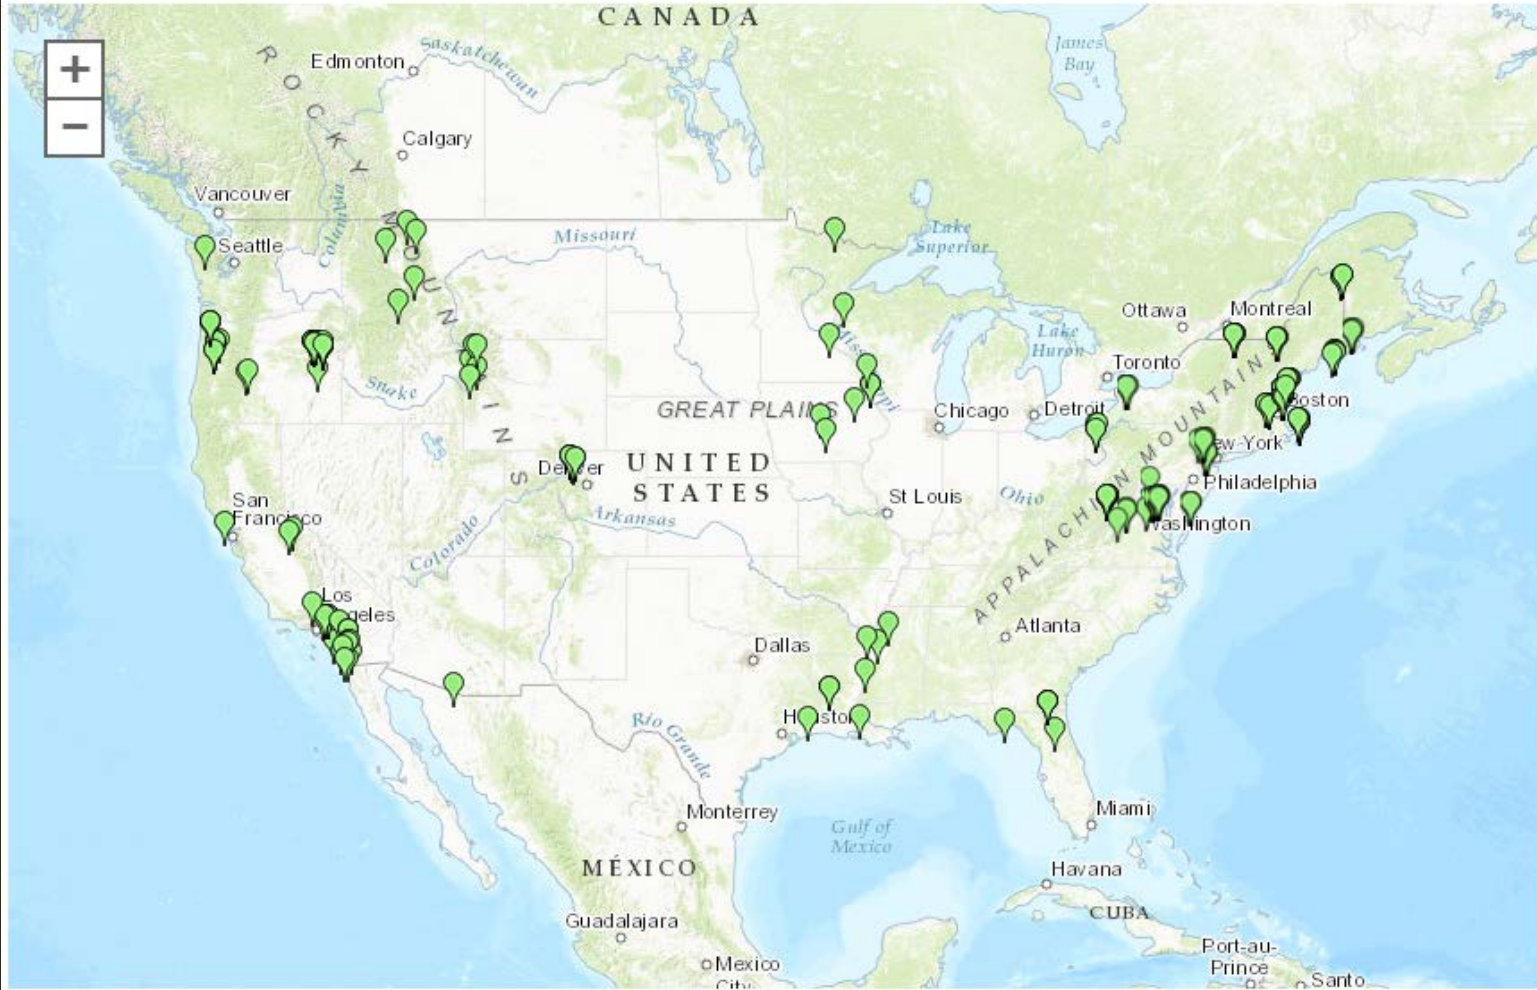 CANADA
+
−
Edmonton
Saskatchewan
James
Bay
ROCKY MOUNTAINS
Calgary
Vancouver
Columbia
Seattle
Missouri
Lake
Superior
Ottawa
Montreal
Lake
Huron
Toronto
Snake
GREAT PLAINS
Chicago
Detroit
Boston
New York
Denver
UNITED
STATES
Philadelphia
San
Francisco
St Louis
Ohio
Arkansas
Colorado
Washington
APPALACHIAN MOUNTAINS
Los
Angeles
Atlanta
Dallas
Houston
Rio Grande
Monterrey
Gulf of
Mexico
Miami
MÉXICO
Havana
CUBA
Guadalajara
Port-au-
Prince
Mexico
City
Santo